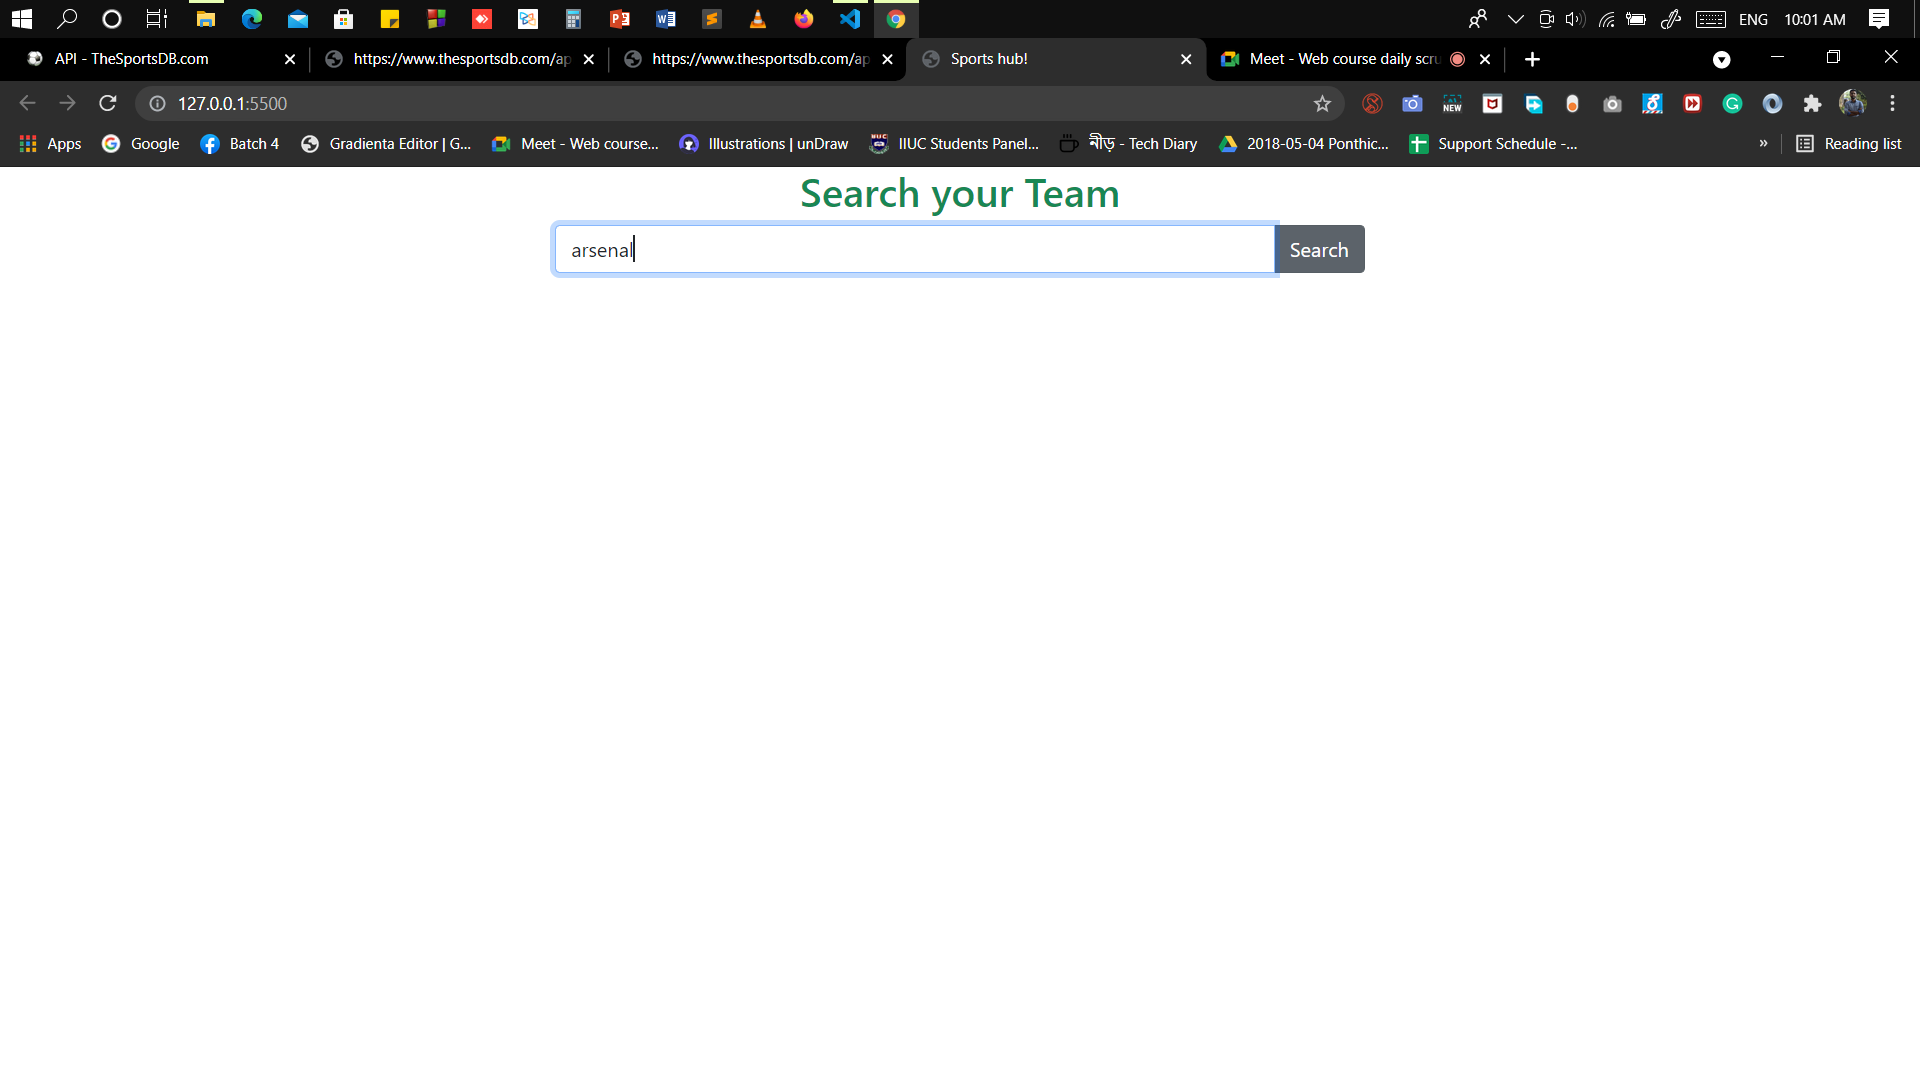 ENG 10:01 AM
API - TheSportsDB.com https://www.thesportsdb.com/ap https://www.thesportsdb.com/ap Sports hub! Meet - Web course daily scru
127.0.0.1:5500 NEW
Apps Google Batch 4 Gradienta Editor | G... Meet - Web course... Illustrations | unDraw IIUC Students Panel... নীড় - Tech Diary 2018-05-04 Ponthic... Support Schedule -... » Reading list
Search your Team
arsenal Search